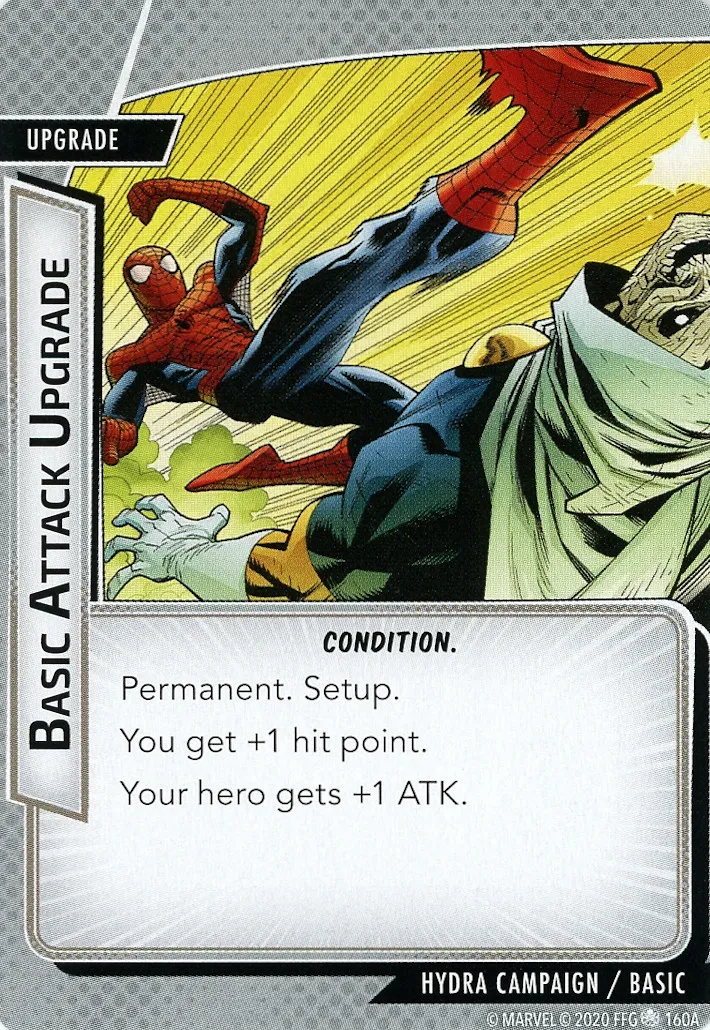 UPGRADE
BASIC ATTACK UPGRADE
CONDITION.
Permanent. Setup.
You get +1 hit point.
Your hero gets +1 ATK.
HYDRA CAMPAIGN / BASIC
© MARVEL © 2020 FFG 160A